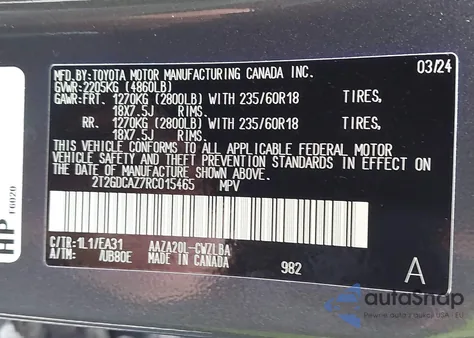 MFD.BY:TOYOTA MOTOR MANUFACTURING CANADA INC. 03/24
GVWR:2205KG (4860LB)
GAWR:FRT. 1270KG (2800LB) WITH 235/60R18 TIRES,
18X7.5J RIMS.
RR. 1270KG (2800LB) WITH 235/60R18 TIRES,
18X7.5J RIMS.
THIS VEHICLE CONFORMS TO ALL APPLICABLE FEDERAL MOTOR
VEHICLE SAFETY AND THEFT PREVENTION STANDARDS IN EFFECT ON
THE DATE OF MANUFACTURE SHOWN ABOVE.
2T2GDCAZ7RC015465 MPV
C/TR:1L1/EA31 AAZA20L-CWZLBA
A/TM: /UB80E MADE IN CANADA
982 A
HP
autoSnap